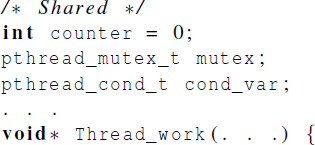 /* Shared */
int counter = 0;
pthread_mutex_t mutex;
pthread_cond_t cond_var;
. . .
void* Thread_work(. . .) {